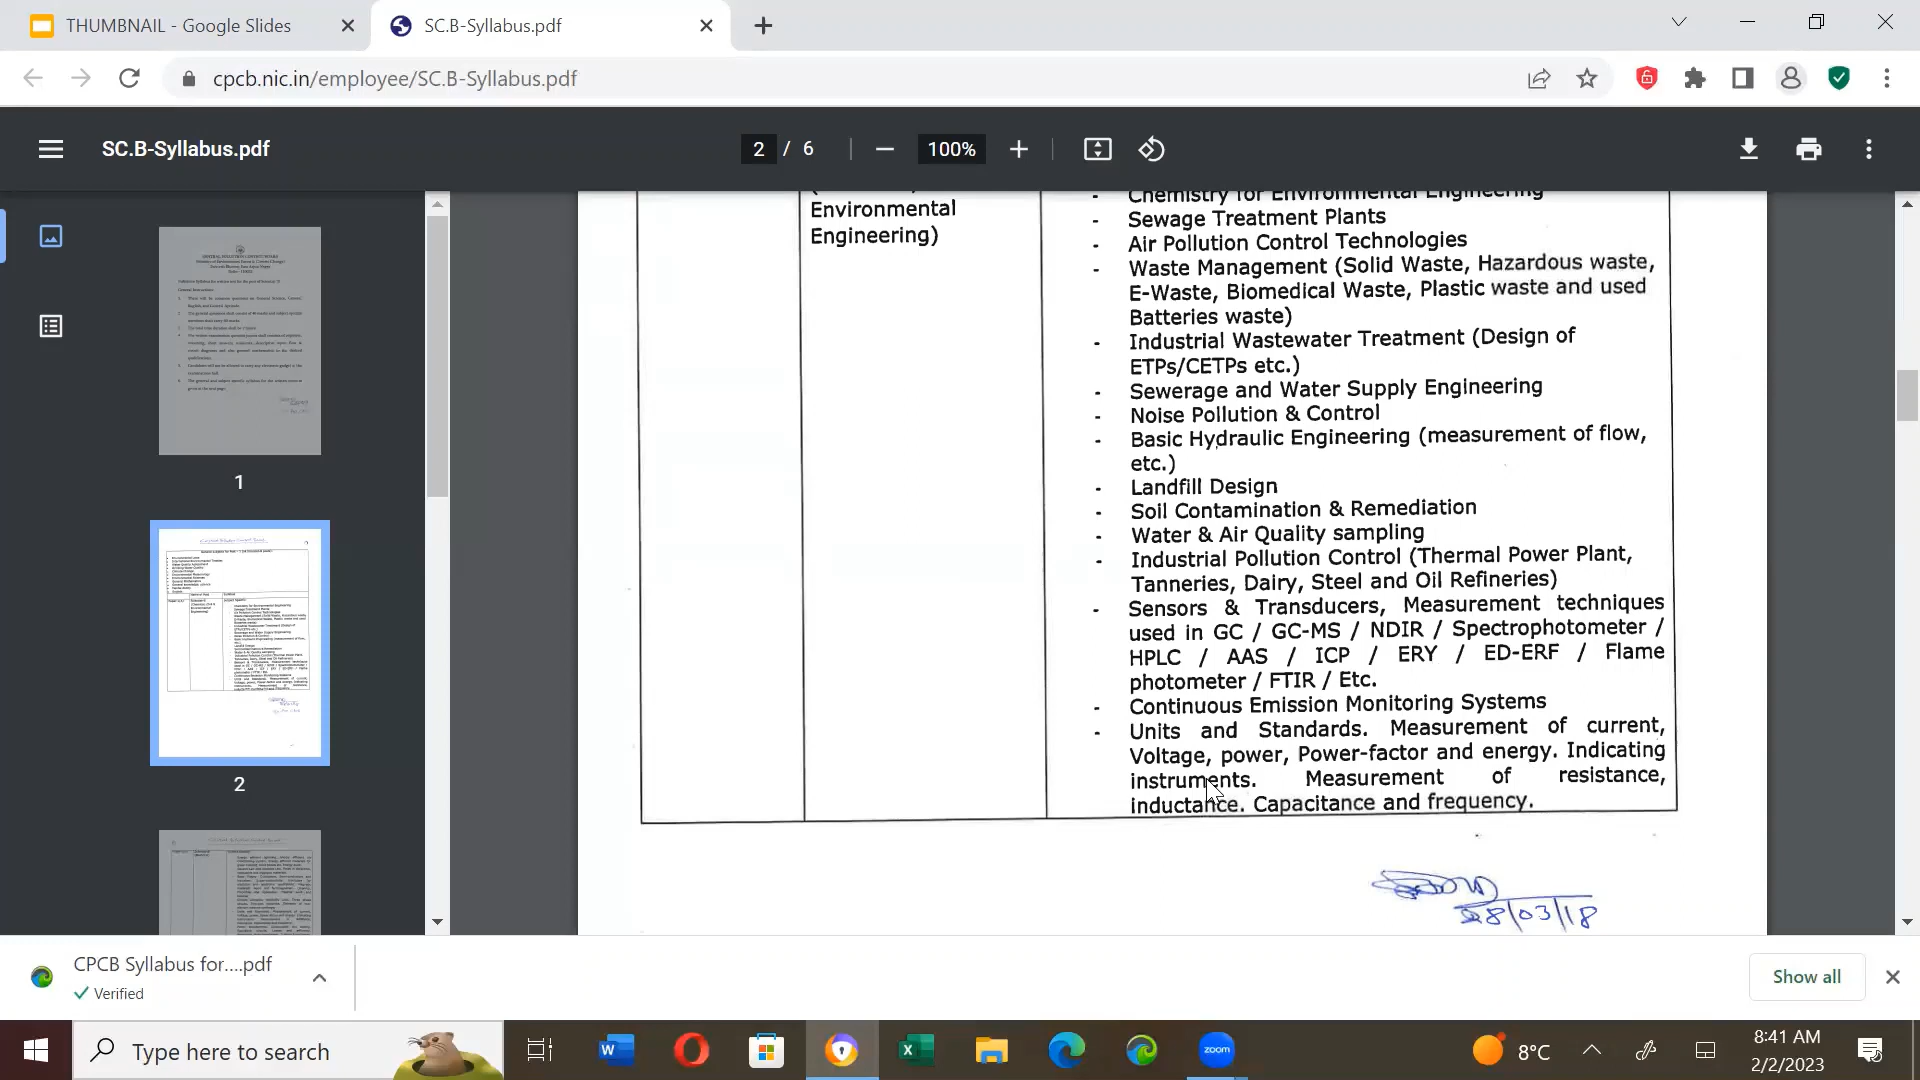 THUMBNAIL - Google Slides
SC.B-Syllabus.pdf
cpcb.nic.in/employee/SC.B-Syllabus.pdf
SC.B-Syllabus.pdf
2 / 6
100%
1
2
Environmental
Engineering)
- Chemistry for Environmental Engineering
- Sewage Treatment Plants
- Air Pollution Control Technologies
- Waste Management (Solid Waste, Hazardous waste,
E-Waste, Biomedical Waste, Plastic waste and used
Batteries waste)
- Industrial Wastewater Treatment (Design of
ETPs/CETPs etc.)
- Sewerage and Water Supply Engineering
- Noise Pollution & Control
- Basic Hydraulic Engineering (measurement of flow,
etc.)
- Landfill Design
- Soil Contamination & Remediation
- Water & Air Quality sampling
- Industrial Pollution Control (Thermal Power Plant,
Tanneries, Dairy, Steel and Oil Refineries)
- Sensors & Transducers, Measurement techniques
used in GC / GC-MS / NDIR / Spectrophotometer /
HPLC / AAS / ICP / ERY / ED-ERF / Flame
photometer / FTIR / Etc.
- Continuous Emission Monitoring Systems
- Units and Standards. Measurement of current,
Voltage, power, Power-factor and energy. Indicating
instruments. Measurement of resistance,
inductance. Capacitance and frequency.
28/03/18
CPCB Syllabus for....pdf
Verified
Show all
Type here to search
zoom
8°C
8:41 AM
2/2/2023